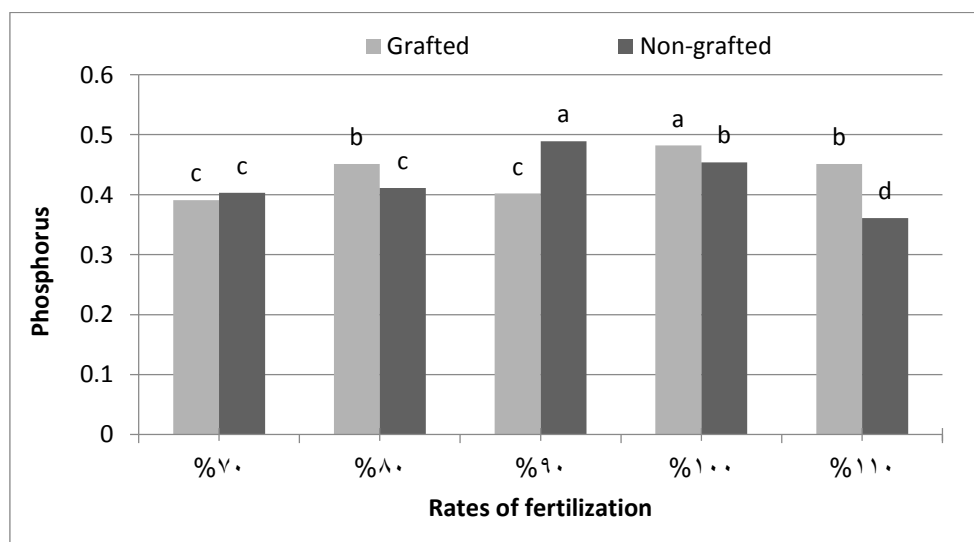 Grafted Non-grafted
0.6
a
0.5
b a b b
c c c c d
0.4
0.3
0.2
0.1
0
Phosphorus
%٧٠ %٨٠ %٩٠ %١٠٠ %١١٠
Rates of fertilization